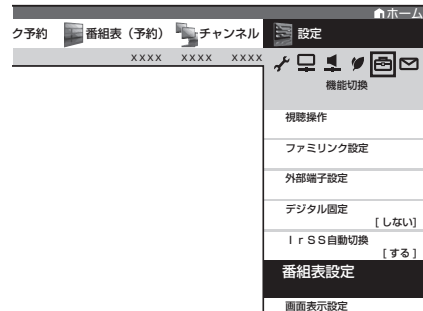 ホーム
ク予約 番組表（予約） チャンネル 設定
xxxx xxxx xxxx
機能切換
視聴操作
ファミリンク設定
外部端子設定
デジタル固定
[しない]
IrSS自動切換
[する]
番組表設定
画面表示設定